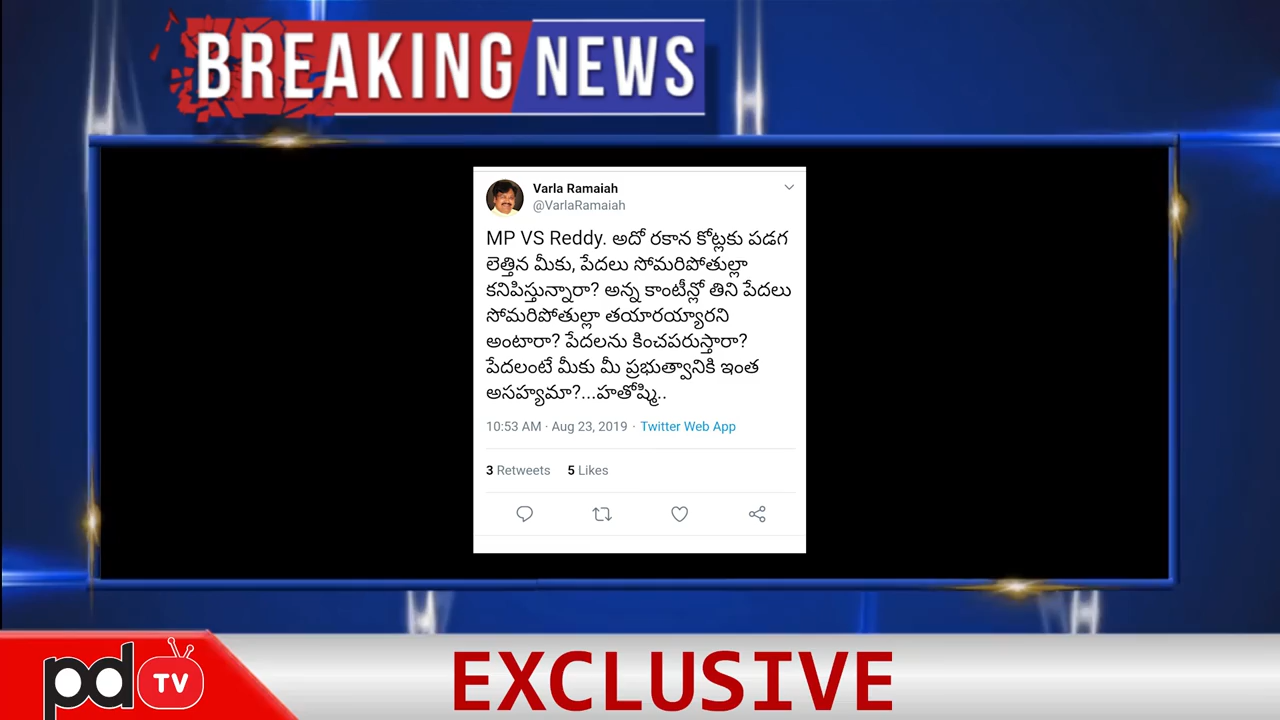 BREAKING NEWS
Varla Ramaiah
@VarlaRamaiah
MP VS Reddy. అదో రకాన కోట్లకు పడగ
లెత్తిన మీకు, పేదలు సోమరిపోతుల్లా
కనిపిస్తున్నారా? అన్న కాంటీన్లో తిని పేదలు
సోమరిపోతుల్లా తయారయ్యారని
అంటారా? పేదలను కించపరుస్తారా?
పేదలంటే మీకు మీ ప్రభుత్వానికి ఇంత
అసహ్యమా?...హతోష్మి..
10:53 AM · Aug 23, 2019 · Twitter Web App
3 Retweets 5 Likes
pd TV
EXCLUSIVE